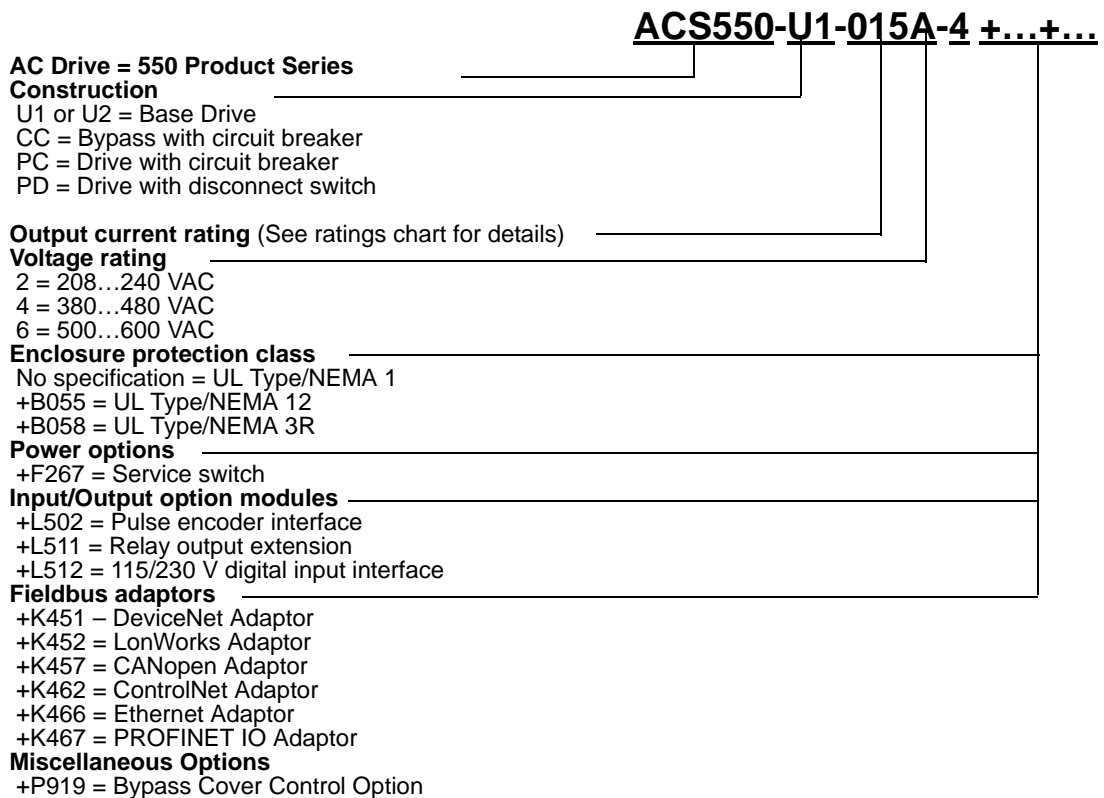 ACS550-U1-015A-4 +…+…
AC Drive = 550 Product Series
Construction
U1 or U2 = Base Drive
CC = Bypass with circuit breaker
PC = Drive with circuit breaker
PD = Drive with disconnect switch
Output current rating (See ratings chart for details)
Voltage rating
2 = 208…240 VAC
4 = 380…480 VAC
6 = 500…600 VAC
Enclosure protection class
No specification = UL Type/NEMA 1
+B055 = UL Type/NEMA 12
+B058 = UL Type/NEMA 3R
Power options
+F267 = Service switch
Input/Output option modules
+L502 = Pulse encoder interface
+L511 = Relay output extension
+L512 = 115/230 V digital input interface
Fieldbus adaptors
+K451 – DeviceNet Adaptor
+K452 = LonWorks Adaptor
+K457 = CANopen Adaptor
+K462 = ControlNet Adaptor
+K466 = Ethernet Adaptor
+K467 = PROFINET IO Adaptor
Miscellaneous Options
+P919 = Bypass Cover Control Option